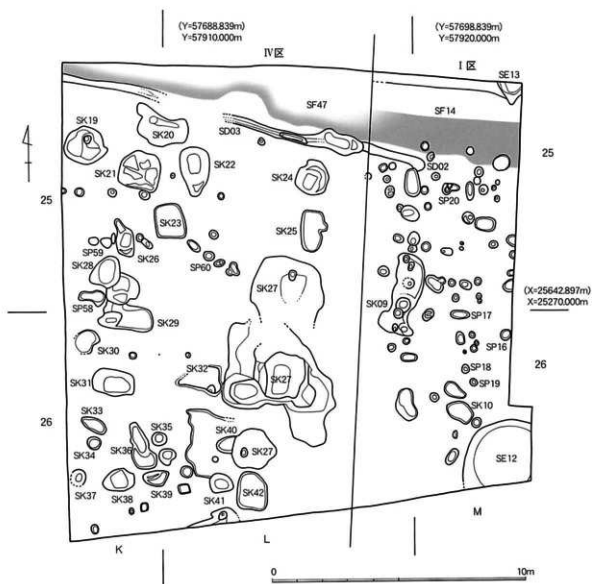 (Y=57688.839m)
Y=57910.000m
(Y=57698.839m)
Y=57920.000m
IV区
I区
SE13
SF47
SF14
SK19
SK20
SD03
SD02
25
SK21
SK22
SK24
SP20
25
SK23
SK25
SP59
SK26
SP60
SK28
SK27
SK09
(X=25642.897m)
X=25270.000m
SP58
SK29
SP17
SK30
SP16
SK31
SK32
SK27
SP18
SP19
26
SK33
SK35
SK40
SK10
26
SK34
SK36
SK27
SK37
SK38
SK39
SK41
SK42
SE12
K
L
M
0
10m